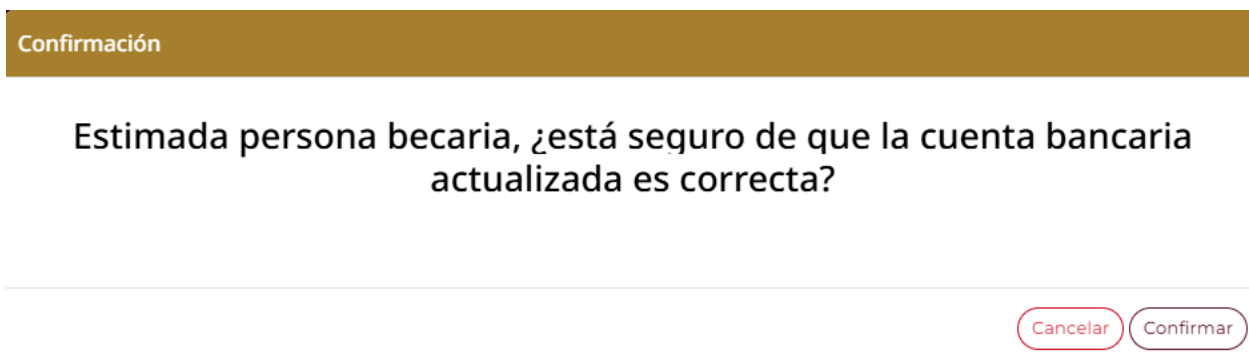 Confirmación
Estimada persona becaria, ¿está seguro de que la cuenta bancaria
actualizada es correcta?
Cancelar
Confirmar